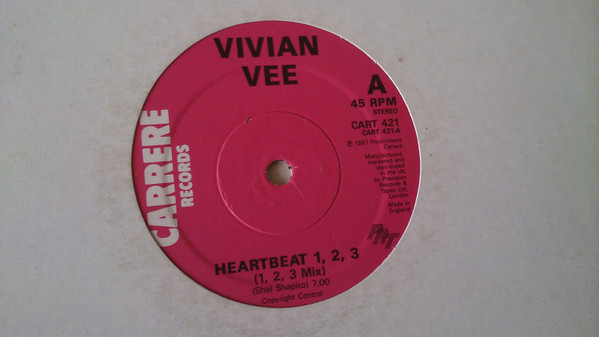 VIVIAN
VEE
A
45 RPM
STEREO
CART 421
CART 421-A
℗ 1987 Productions
Carrere
Manufactured,
marketed and
distributed
in the UK
by Precision
Records &
Tapes Ltd,
London
Made in
England
PRT
CARRERE
RECORDS
HEARTBEAT 1, 2, 3
(1, 2, 3 Mix)
(Shel Shapiro) 7.00
Copyright Control